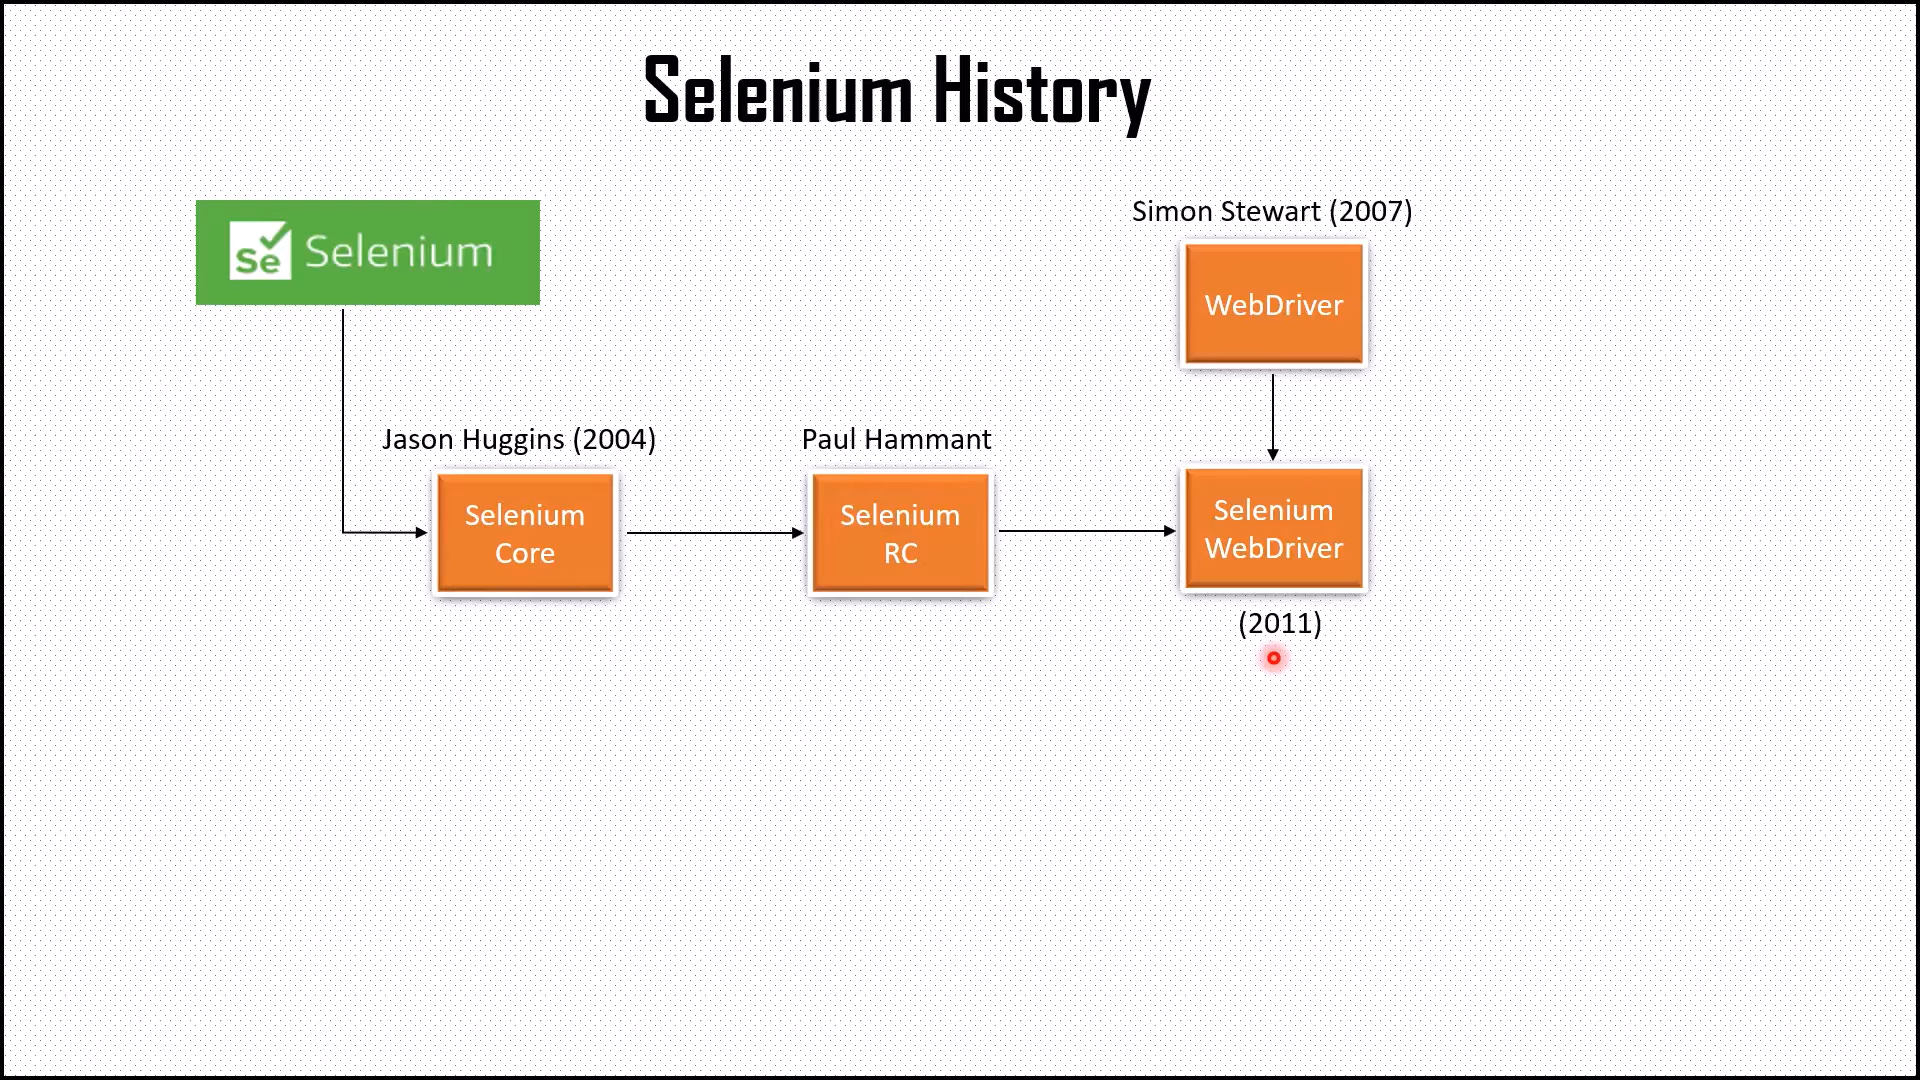 Selenium History
Se Selenium
Simon Stewart (2007)
WebDriver
Jason Huggins (2004)
Paul Hammant
Selenium
Core
Selenium
RC
Selenium
WebDriver
(2011)